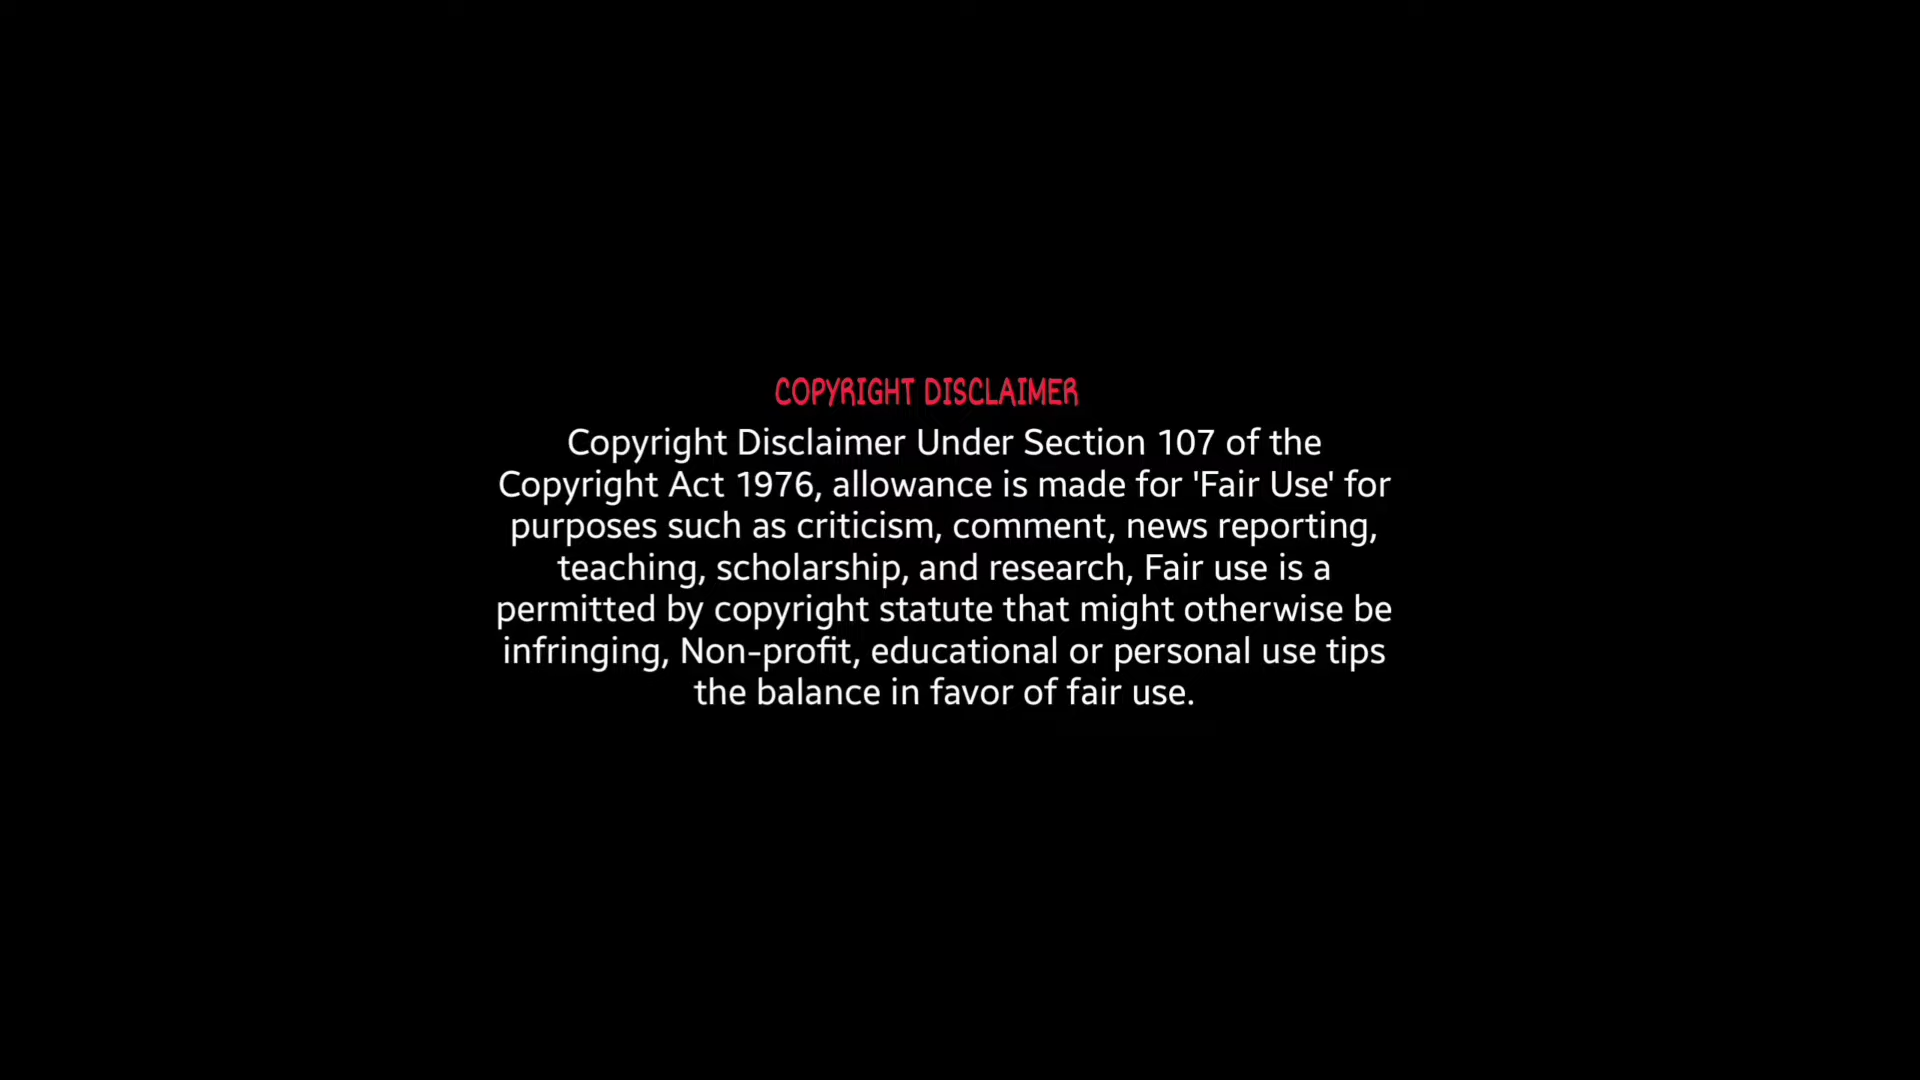 COPYRIGHT DISCLAIMER
Copyright Disclaimer Under Section 107 of the
Copyright Act 1976, allowance is made for 'Fair Use' for
purposes such as criticism, comment, news reporting,
teaching, scholarship, and research, Fair use is a
permitted by copyright statute that might otherwise be
infringing, Non-profit, educational or personal use tips
the balance in favor of fair use.